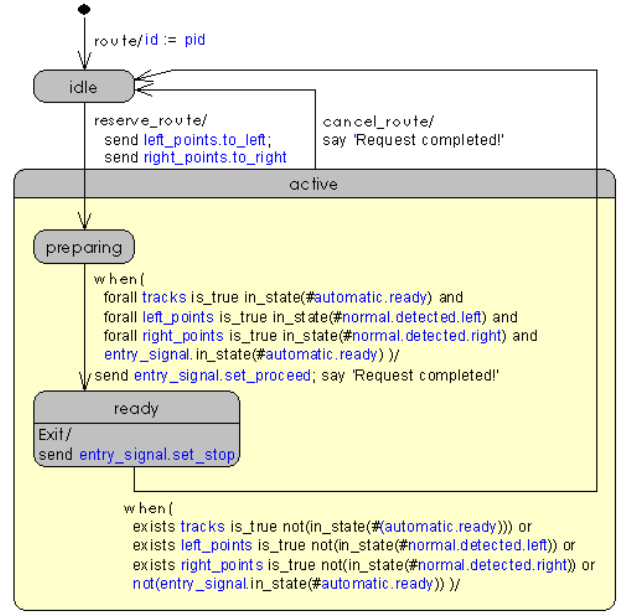 route/id := pid
idle
reserve_route/
send left_points.to_left;
send right_points.to_right
cancel_route/
say 'Request completed!'
active
preparing
when(
forall tracks is_true in_state(#automatic.ready) and
forall left_points is_true in_state(#normal.detected.left) and
forall right_points is_true in_state(#normal.detected.right) and
entry_signal.in_state(#automatic.ready) )/
send entry_signal.set_proceed; say 'Request completed!'
ready
Exit/
send entry_signal.set_stop
when(
exists tracks is_true not(in_state(#(automatic.ready))) or
exists left_points is_true not(in_state(#normal.detected.left)) or
exists right_points is_true not(in_state(#normal.detected.right)) or
not(entry_signal.in_state(#automatic.ready)) )/